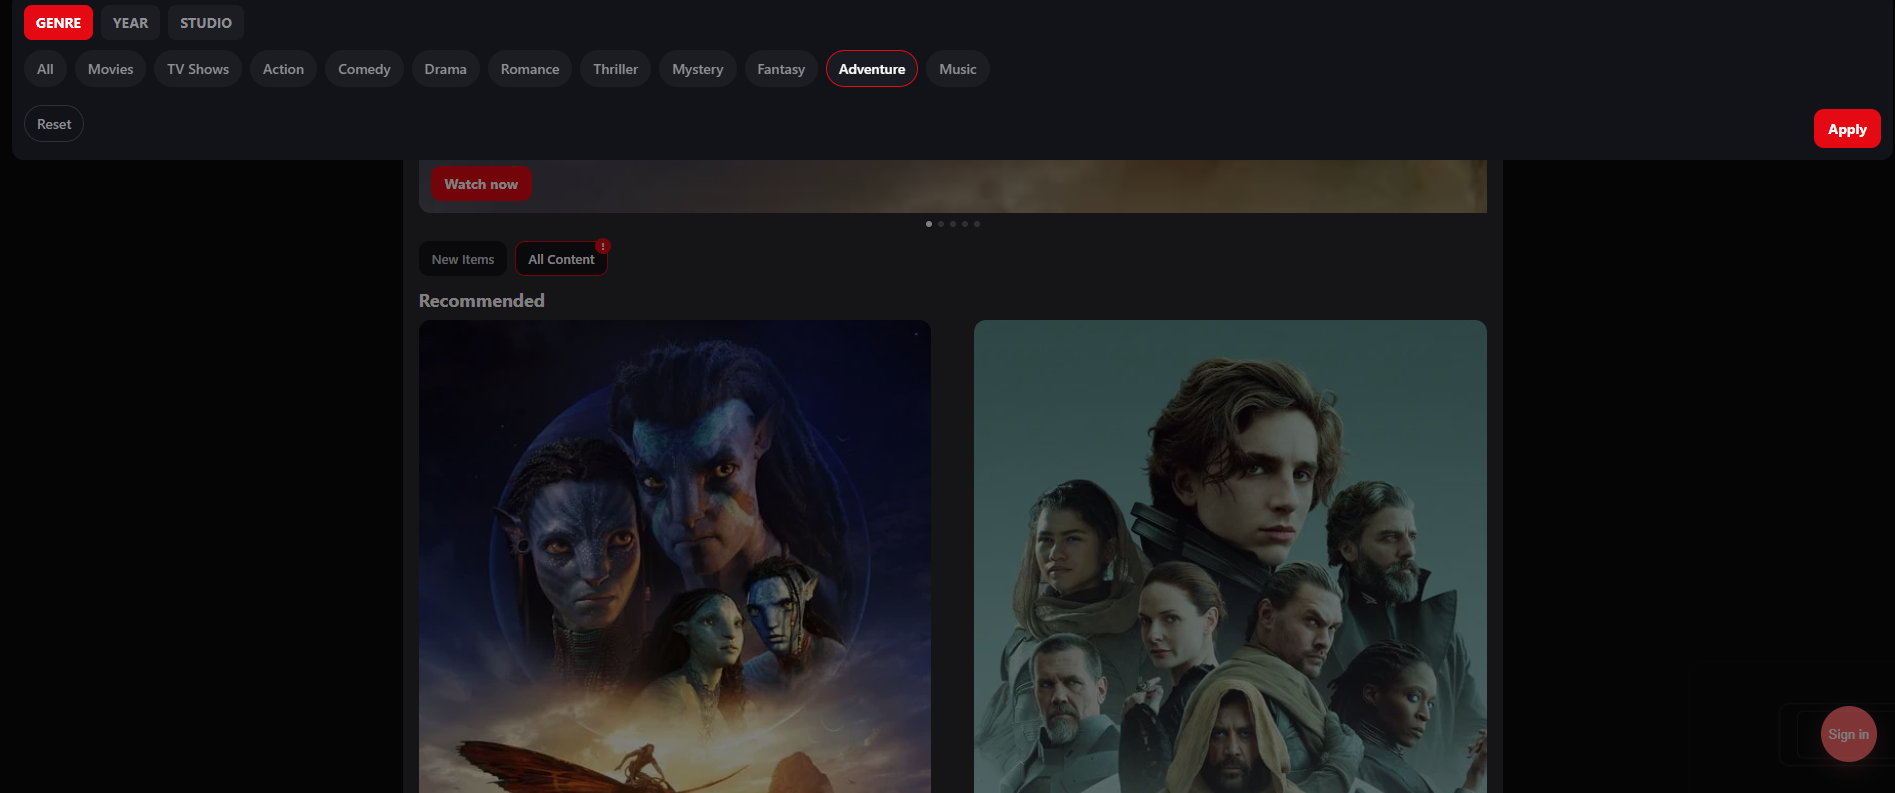 GENRE YEAR STUDIO
All Movies TV Shows Action Comedy Drama Romance Thriller Mystery Fantasy Adventure Music
Reset
Apply
Watch now
New Items All Content !
Recommended
Sign in